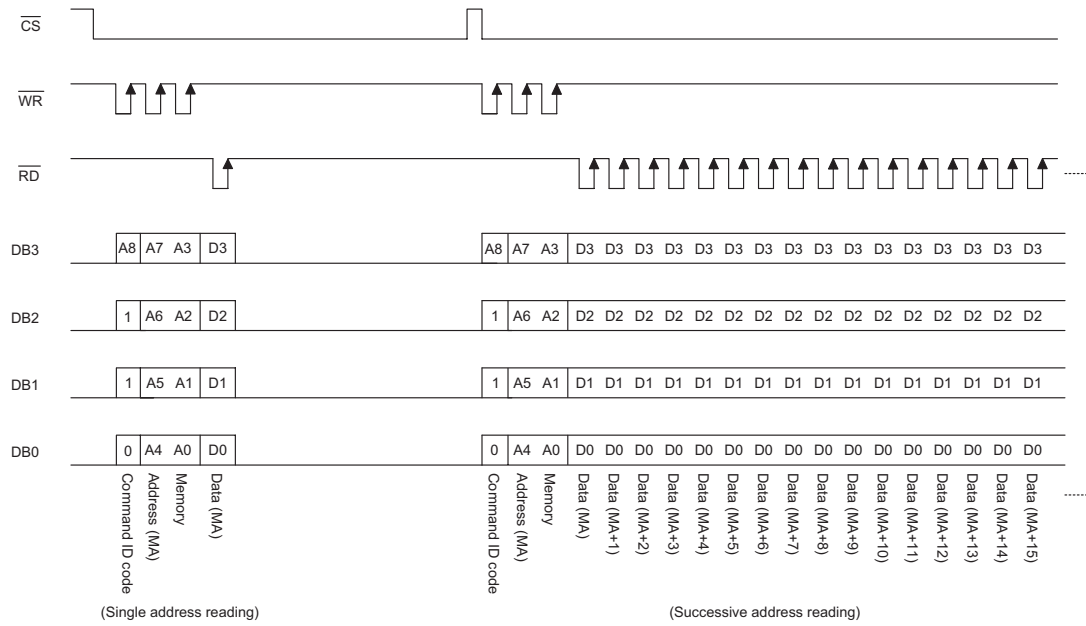 CS
WR
RD
DB3 A8 A7 A3 D3 A8 A7 A3 D3 D3 D3 D3 D3 D3 D3 D3 D3 D3 D3 D3 D3 D3 D3 D3
DB2 1 A6 A2 D2 1 A6 A2 D2 D2 D2 D2 D2 D2 D2 D2 D2 D2 D2 D2 D2 D2 D2 D2
DB1 1 A5 A1 D1 1 A5 A1 D1 D1 D1 D1 D1 D1 D1 D1 D1 D1 D1 D1 D1 D1 D1 D1
DB0 0 A4 A0 D0 0 A4 A0 D0 D0 D0 D0 D0 D0 D0 D0 D0 D0 D0 D0 D0 D0 D0 D0
Command ID code
Address (MA)
Memory
Data (MA)
Command ID code
Address (MA)
Memory
Data (MA)
Data (MA+1)
Data (MA+2)
Data (MA+3)
Data (MA+4)
Data (MA+5)
Data (MA+6)
Data (MA+7)
Data (MA+8)
Data (MA+9)
Data (MA+10)
Data (MA+11)
Data (MA+12)
Data (MA+13)
Data (MA+14)
Data (MA+15)
(Single address reading)
(Successive address reading)